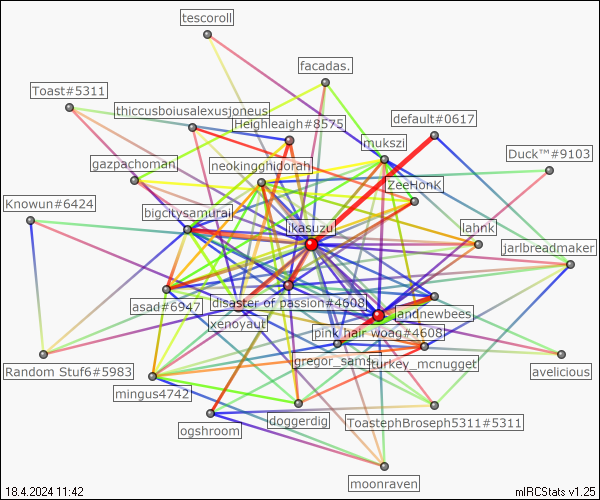 tescoroll
facadas.
Toast#5311
thiccusboiusalexusjoneus
default#0617
Heighleaigh#8575
mukszi
Duck™#9103
gazpachoman
neokingghidorah
ZeeHonK
Knowun#6424
bigcitysamurai
ikasuzu
lahnk
jarlbreadmaker
asad#6947
disaster of passion#4608
landnewbees
xenoyaut
pink hair woag#4608
gregor_sams
turkey_mcnugget
avelicious
Random Stuf6#5983
mingus4742
doggerdig
ToastephBroseph5311#5311
ogshroom
moonraven
18.4.2024 11:42
mIRCStats v1.25